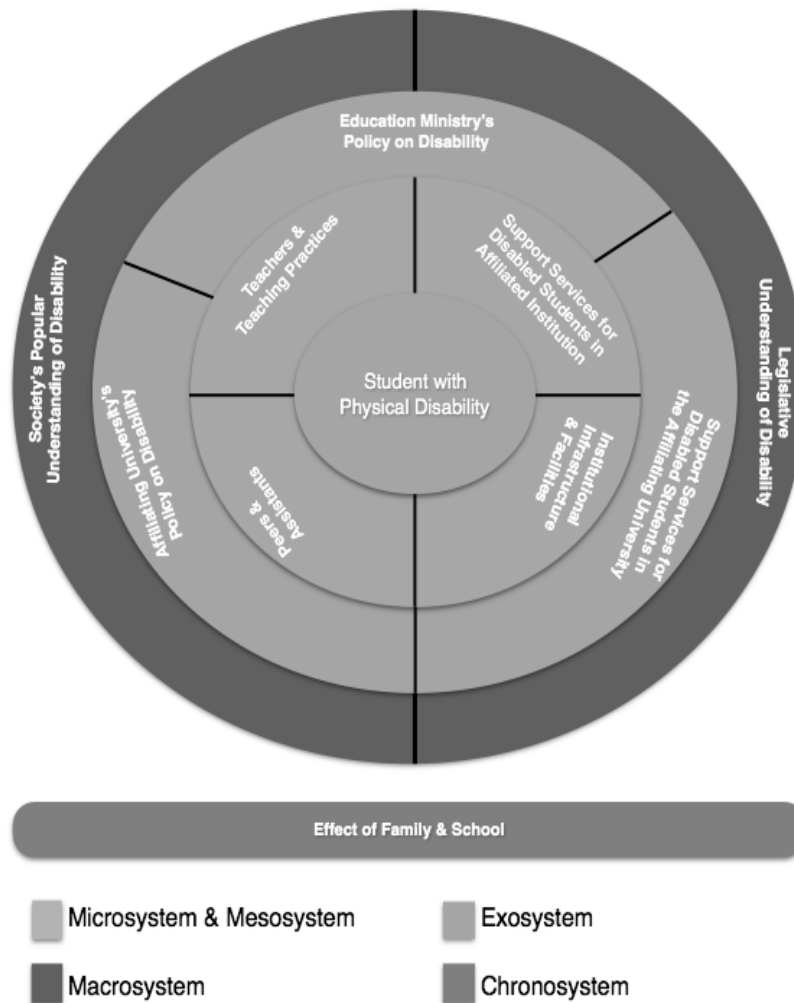 Education Ministry's
Policy on Disability
Teachers &
Teaching Practices
Support Services for
Disabled Students in
Affiliated Institution
Society's Popular
Understanding of Disability
Legislative
Understanding of Disability
Student with
Physical Disability
Affiliating University's
Policy on Disability
Peers &
Assistants
Institutional
Infrastructure
& Facilities
Support Services for
Disabled Students in
the Affiliating University
Effect of Family & School
Microsystem & Mesosystem
Exosystem
Macrosystem
Chronosystem